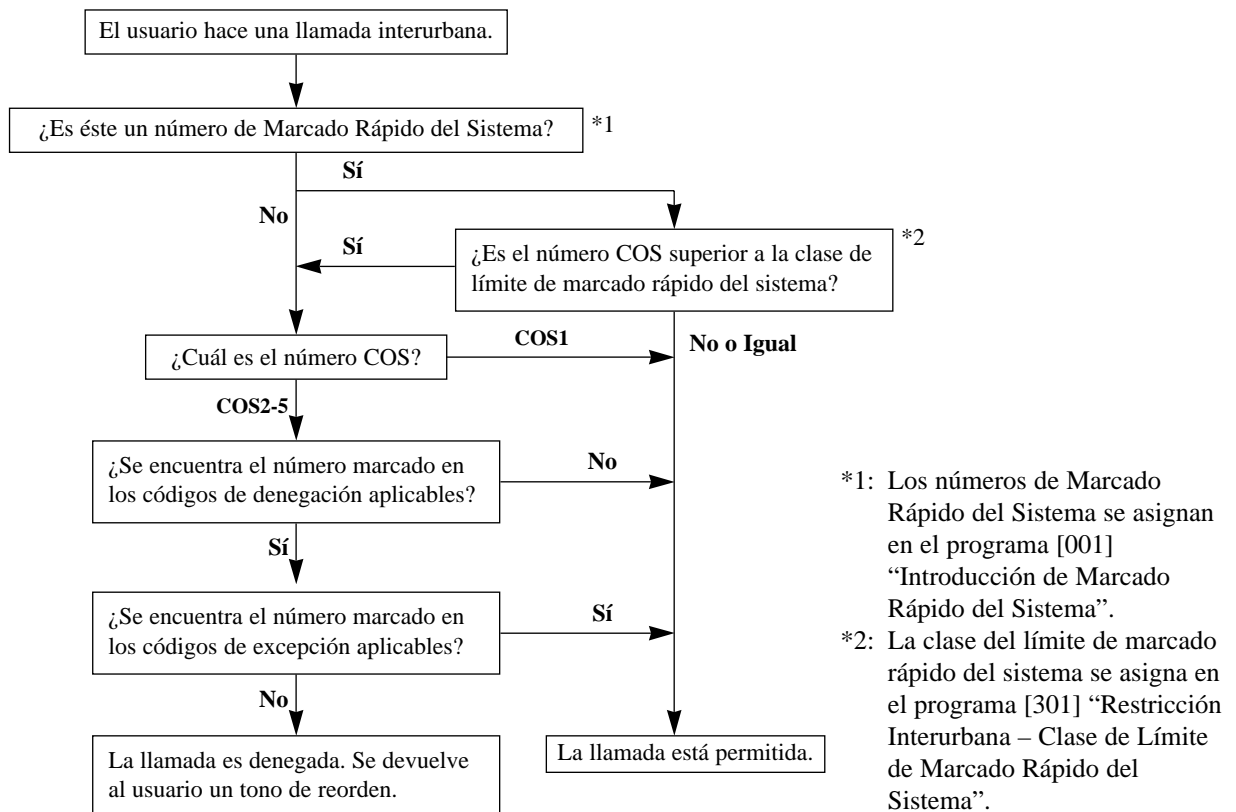 El usuario hace una llamada interurbana.
¿Es éste un número de Marcado Rápido del Sistema?
*1
Sí
No
¿Es el número COS superior a la clase de
límite de marcado rápido del sistema?
*2
Sí
¿Cuál es el número COS?
COS1
No o Igual
COS2-5
¿Se encuentra el número marcado en
los códigos de denegación aplicables?
No
Sí
¿Se encuentra el número marcado en
los códigos de excepción aplicables?
Sí
No
La llamada es denegada. Se devuelve
al usuario un tono de reorden.
La llamada está permitida.
*1: Los números de Marcado
Rápido del Sistema se asignan
en el programa [001]
“Introducción de Marcado
Rápido del Sistema”.
*2: La clase del límite de marcado
rápido del sistema se asigna en
el programa [301] “Restricción
Interurbana – Clase de Límite
de Marcado Rápido del
Sistema”.